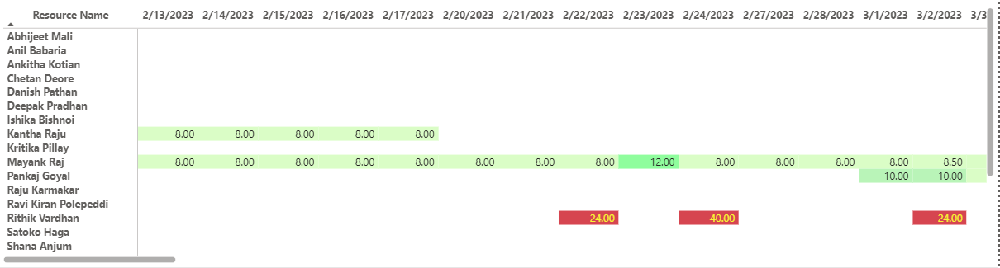 Resource Name 2/13/2023 2/14/2023 2/15/2023 2/16/2023 2/17/2023 2/20/2023 2/21/2023 2/22/2023 2/23/2023 2/24/2023 2/27/2023 2/28/2023 3/1/2023 3/2/2023 3/3
Abhijeet Mali
Anil Babaria
Ankitha Kotian
Chetan Deore
Danish Pathan
Deepak Pradhan
Ishika Bishnoi
Kantha Raju 8.00 8.00 8.00 8.00 8.00
Kritika Pillay
Mayank Raj 8.00 8.00 8.00 8.00 8.00 8.00 8.00 8.00 12.00 8.00 8.00 8.00 8.00 8.50
Pankaj Goyal 10.00 10.00
Raju Karmakar
Ravi Kiran Polepeddi
Rithik Vardhan 24.00 40.00 24.00
Satoko Haga
Shana Anjum